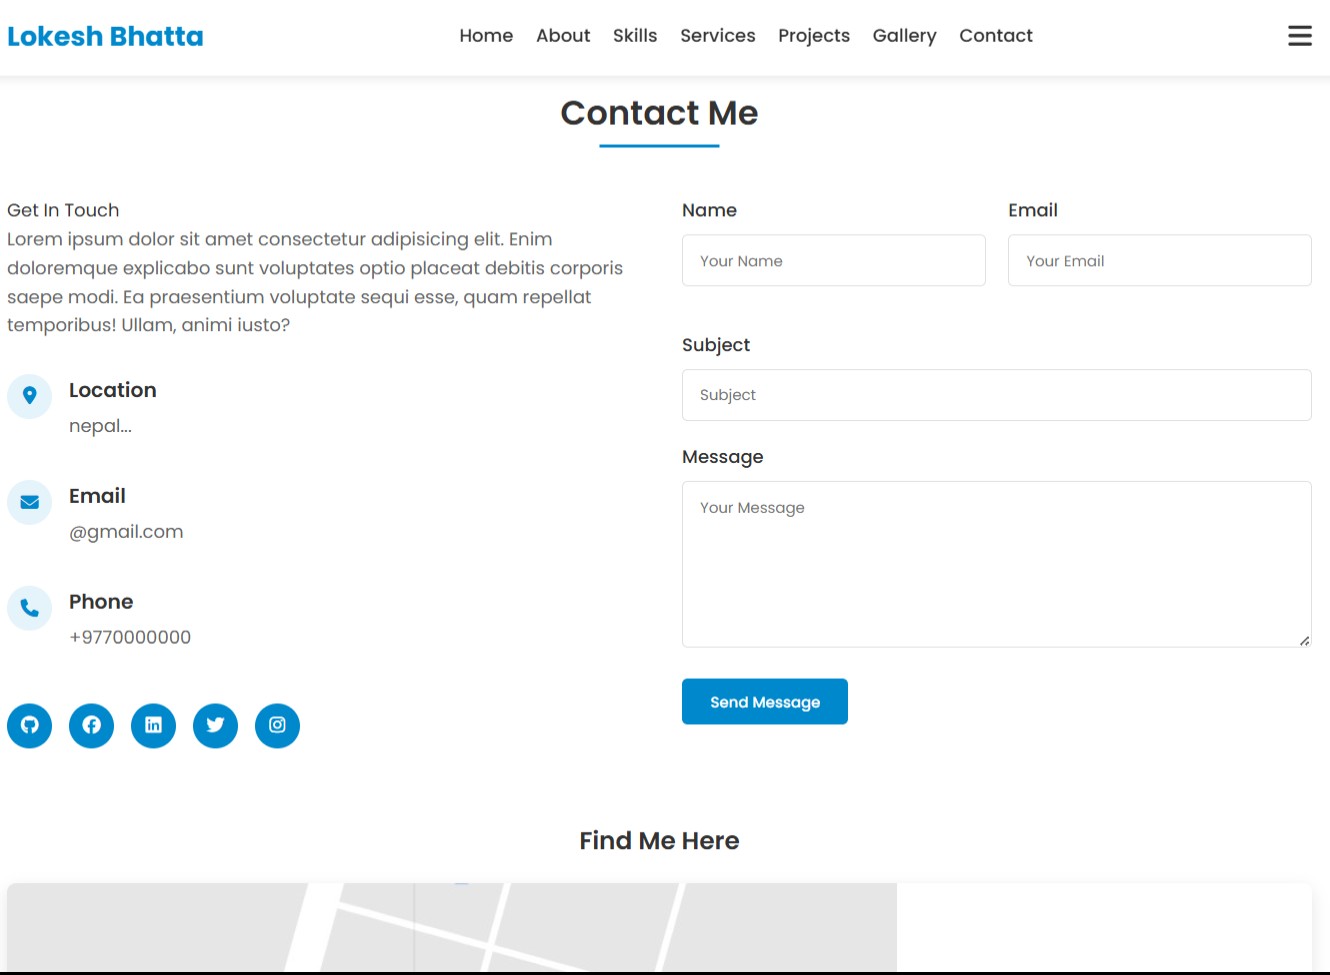 Lokesh Bhatta
Home About Skills Services Projects Gallery Contact
Contact Me
Get In Touch
Lorem ipsum dolor sit amet consectetur adipisicing elit. Enim
doloremque explicabo sunt voluptates optio placeat debitis corporis
saepe modi. Ea praesentium voluptate sequi esse, quam repellat
temporibus! Ullam, animi iusto?
Location
nepal...
Email
@gmail.com
Phone
+9770000000
Name
Your Name
Email
Your Email
Subject
Subject
Message
Your Message
Send Message
Find Me Here